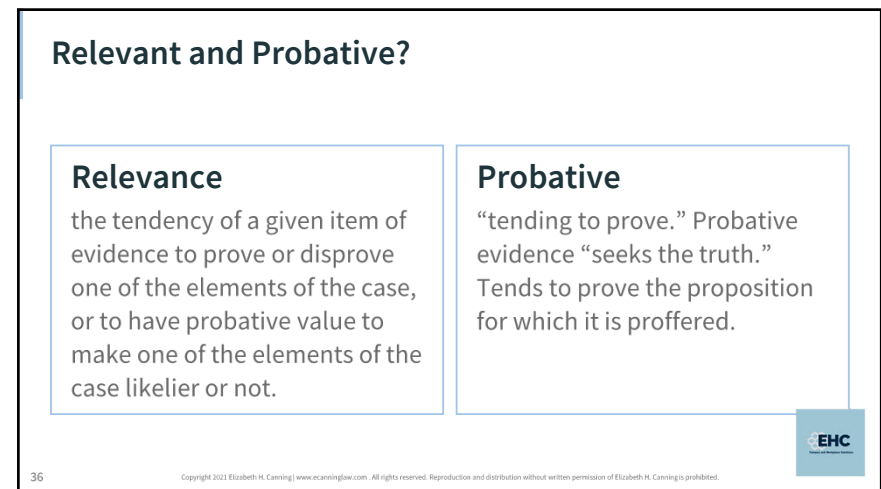 Relevant and Probative?
Relevance
the tendency of a given item of
evidence to prove or disprove
one of the elements of the case,
or to have probative value to
make one of the elements of the
case likelier or not.
Probative
“tending to prove.” Probative
evidence “seeks the truth.”
Tends to prove the proposition
for which it is proffered.
EHC
36
Copyright 2021 Elizabeth H. Canning | www.ecanninglaw.com . All rights reserved. Reproduction and distribution without written permission of Elizabeth H. Canning is prohibited.